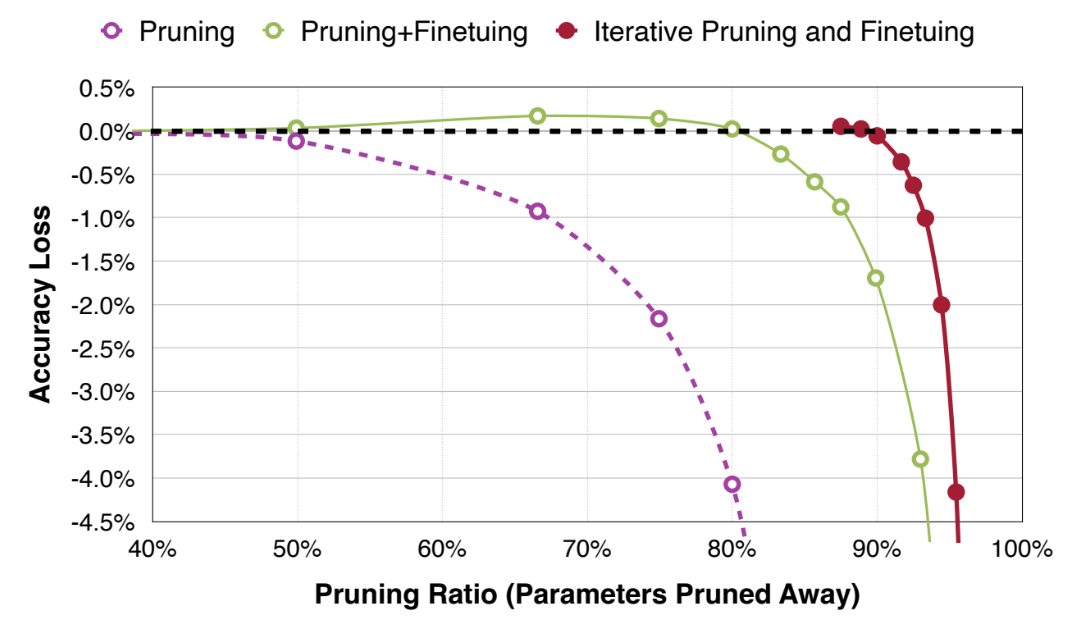 Pruning Pruning+Finetuing Iterative Pruning and Finetuing
0.5%
0.0%
-0.5%
-1.0%
-1.5%
-2.0%
-2.5%
-3.0%
-3.5%
-4.0%
-4.5%
Accuracy Loss
40% 50% 60% 70% 80% 90% 100%
Pruning Ratio (Parameters Pruned Away)